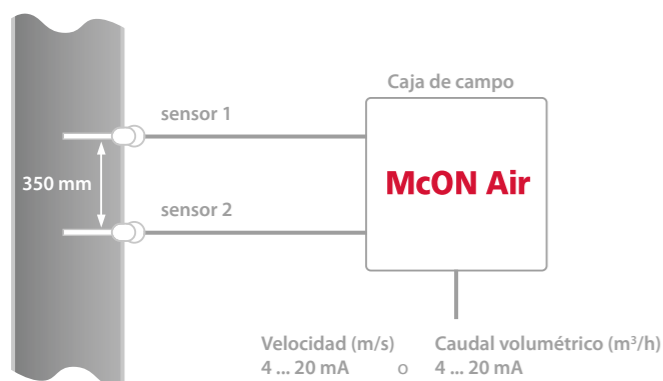 Caja de campo
sensor 1
McON Air
350 mm
sensor 2
Velocidad (m/s) Caudal volumétrico (m³/h)
4 ... 20 mA o 4 ... 20 mA